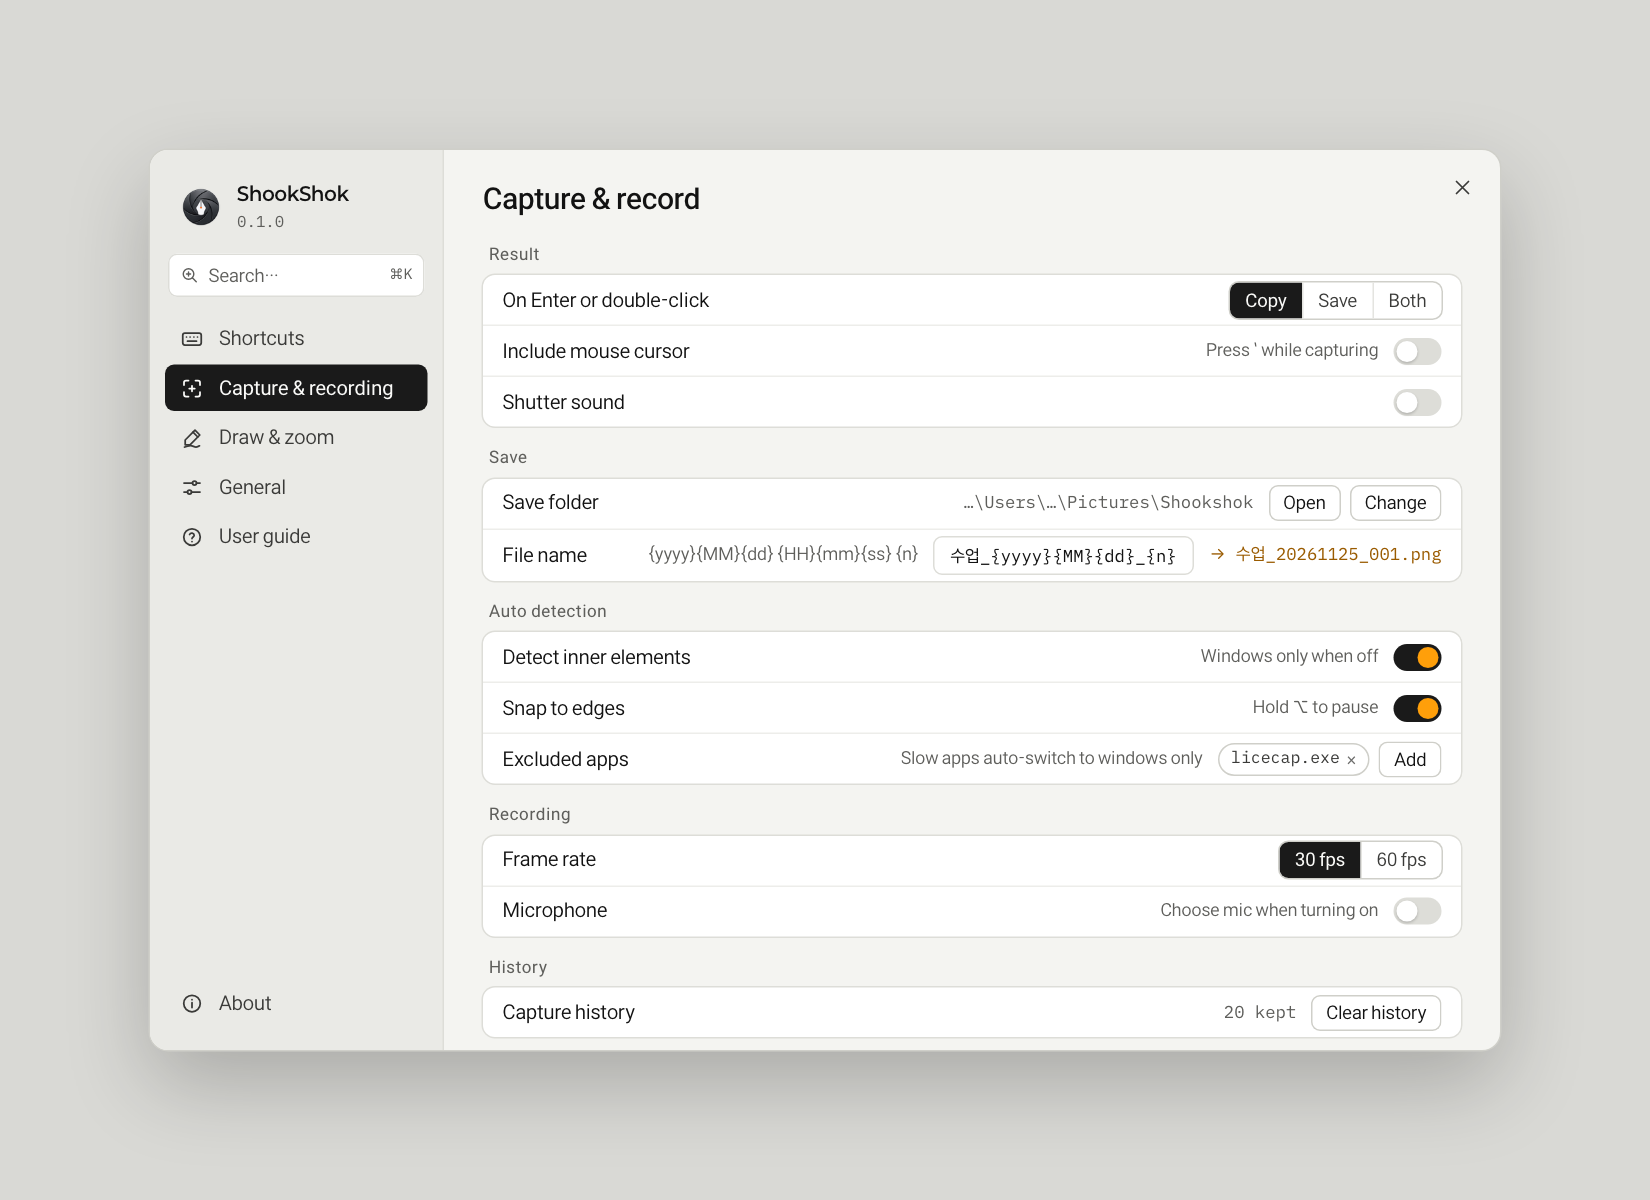 ShookShok
0.1.0
Search…
⌘K
Shortcuts
Capture & recording
Draw & zoom
General
User guide
About
Capture & record
Result
On Enter or double-click Copy Save Both
Include mouse cursor Press ` while capturing
Shutter sound
Save
Save folder …\Users\…\Pictures\Shookshok Open Change
File name {yyyy}{MM}{dd} {HH}{mm}{ss} {n} 수업_{yyyy}{MM}{dd}_{n} → 수업_20261125_001.png
Auto detection
Detect inner elements Windows only when off
Snap to edges Hold ⌥ to pause
Excluded apps Slow apps auto-switch to windows only licecap.exe × Add
Recording
Frame rate 30 fps 60 fps
Microphone Choose mic when turning on
History
Capture history 20 kept Clear history